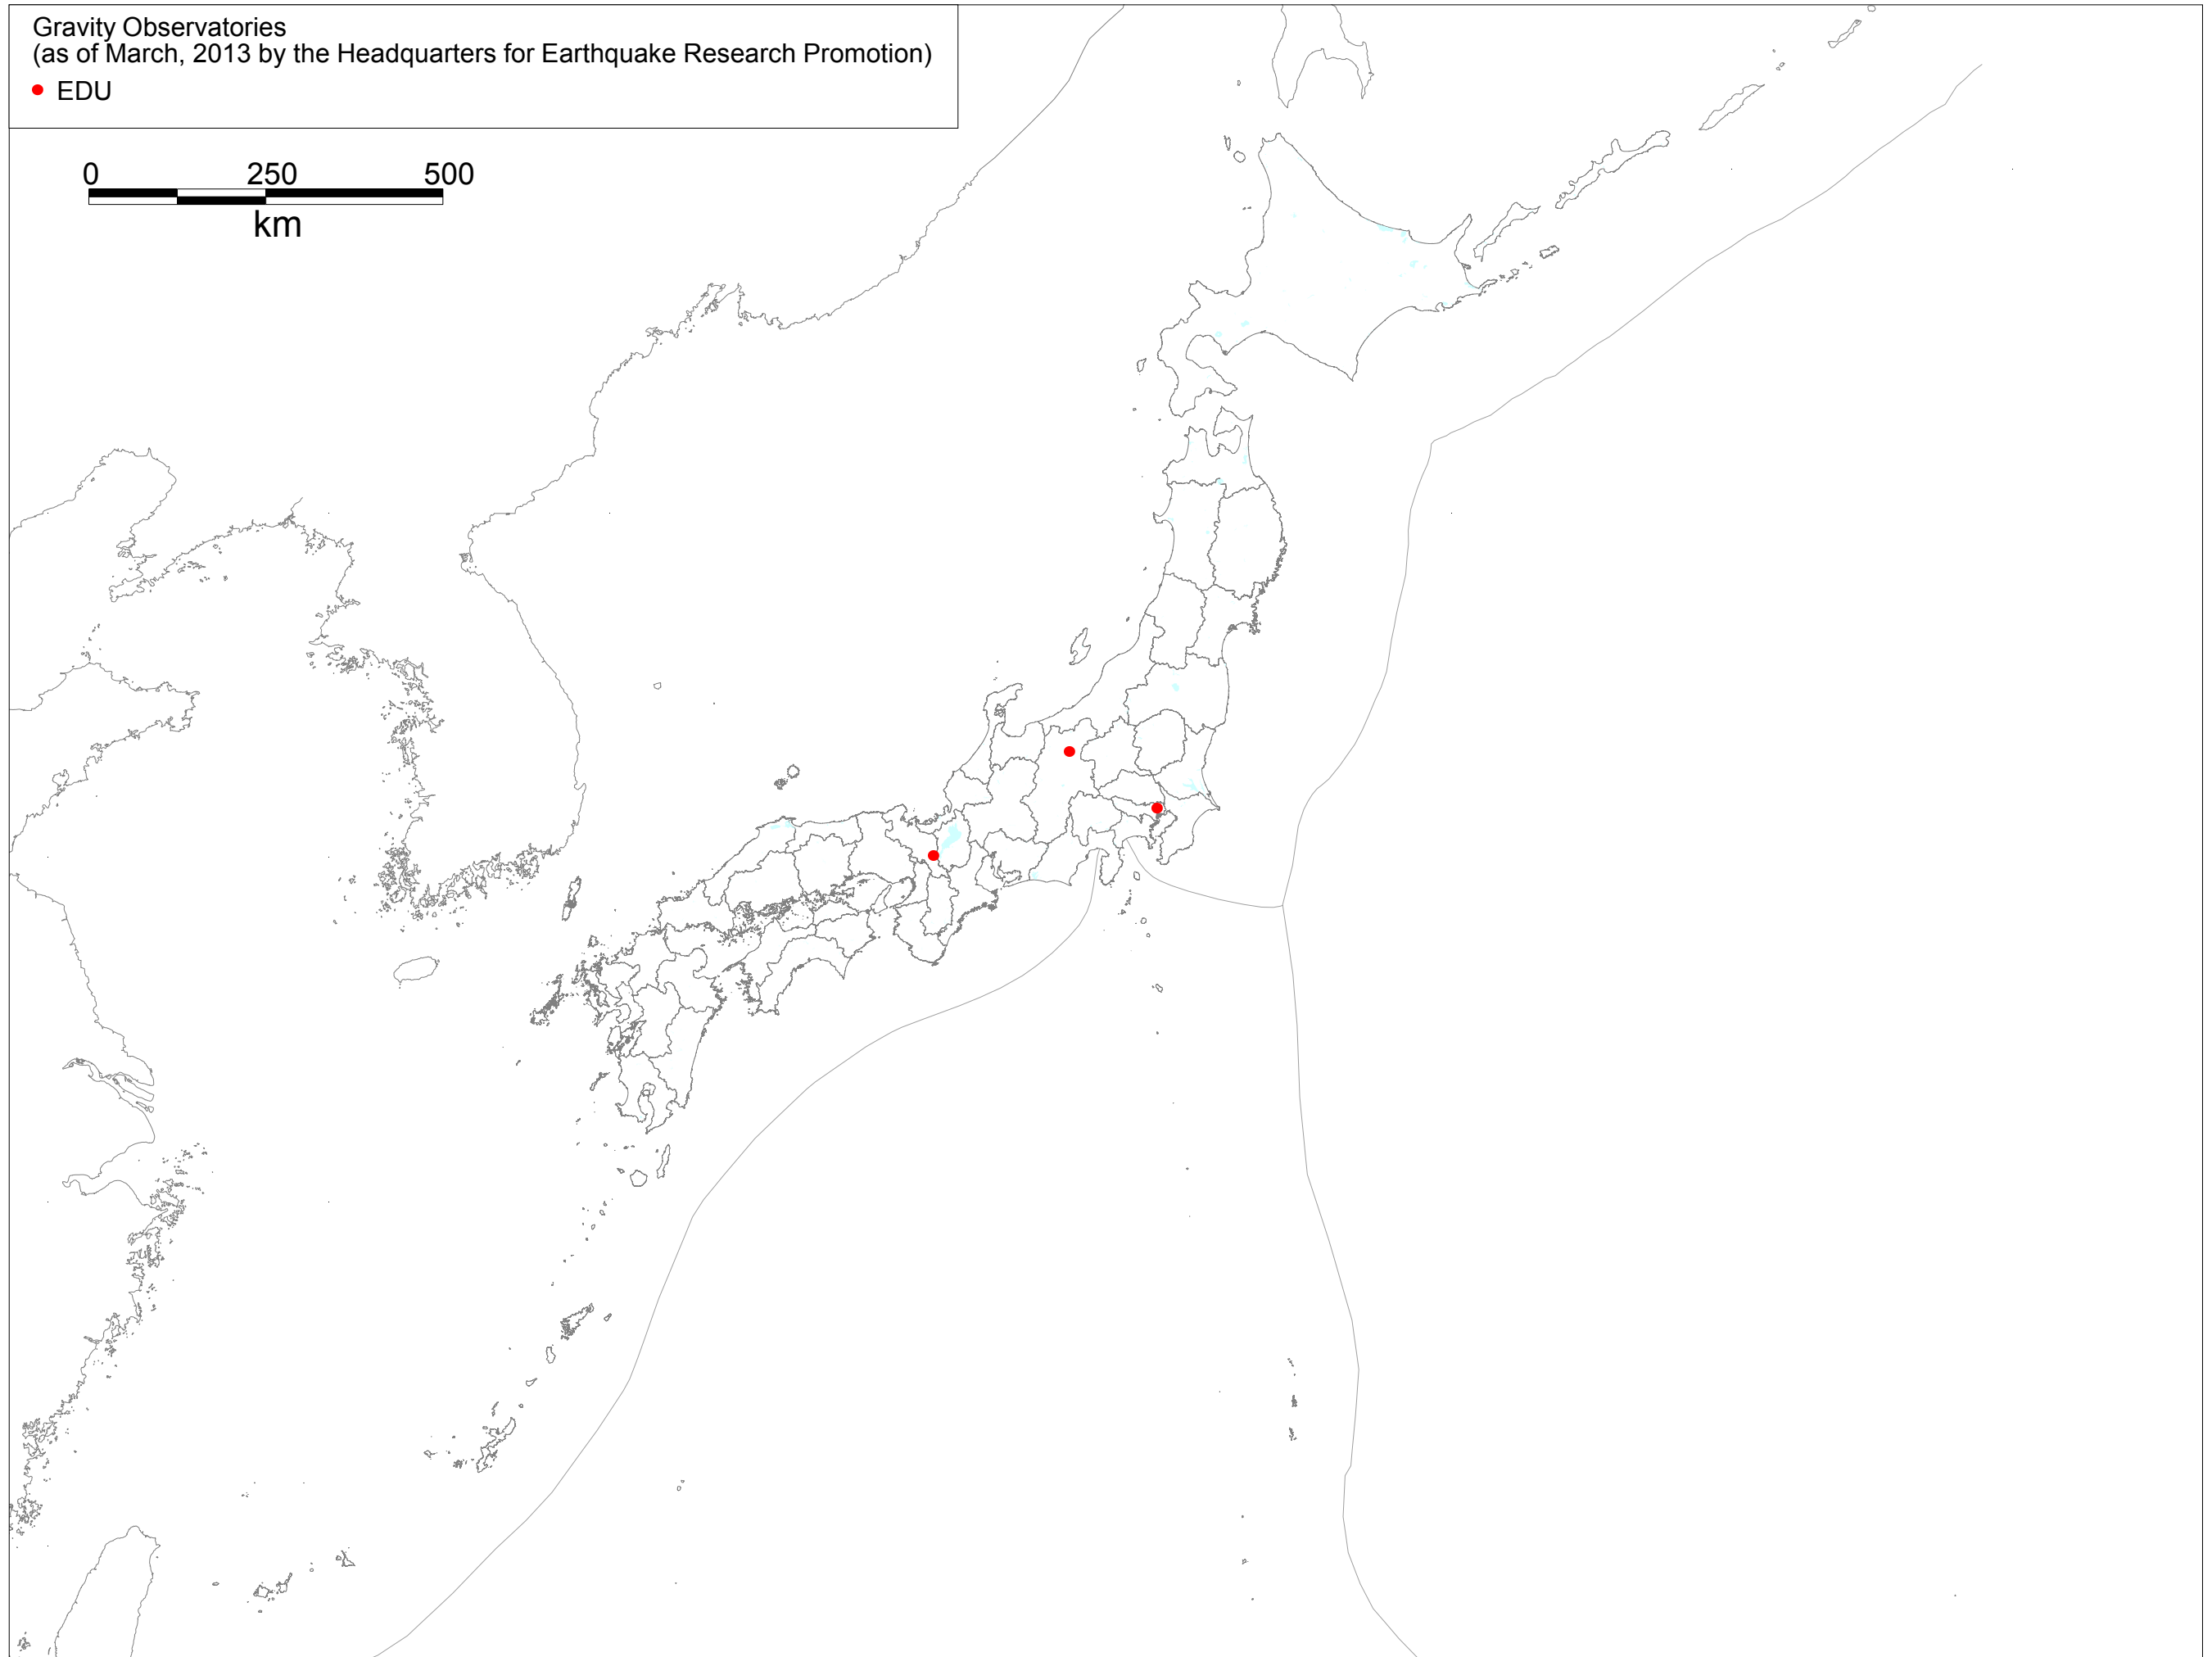 Gravity Observatories
(as of March, 2013 by the Headquarters for Earthquake Research Promotion)
EDU
0 250 500
km